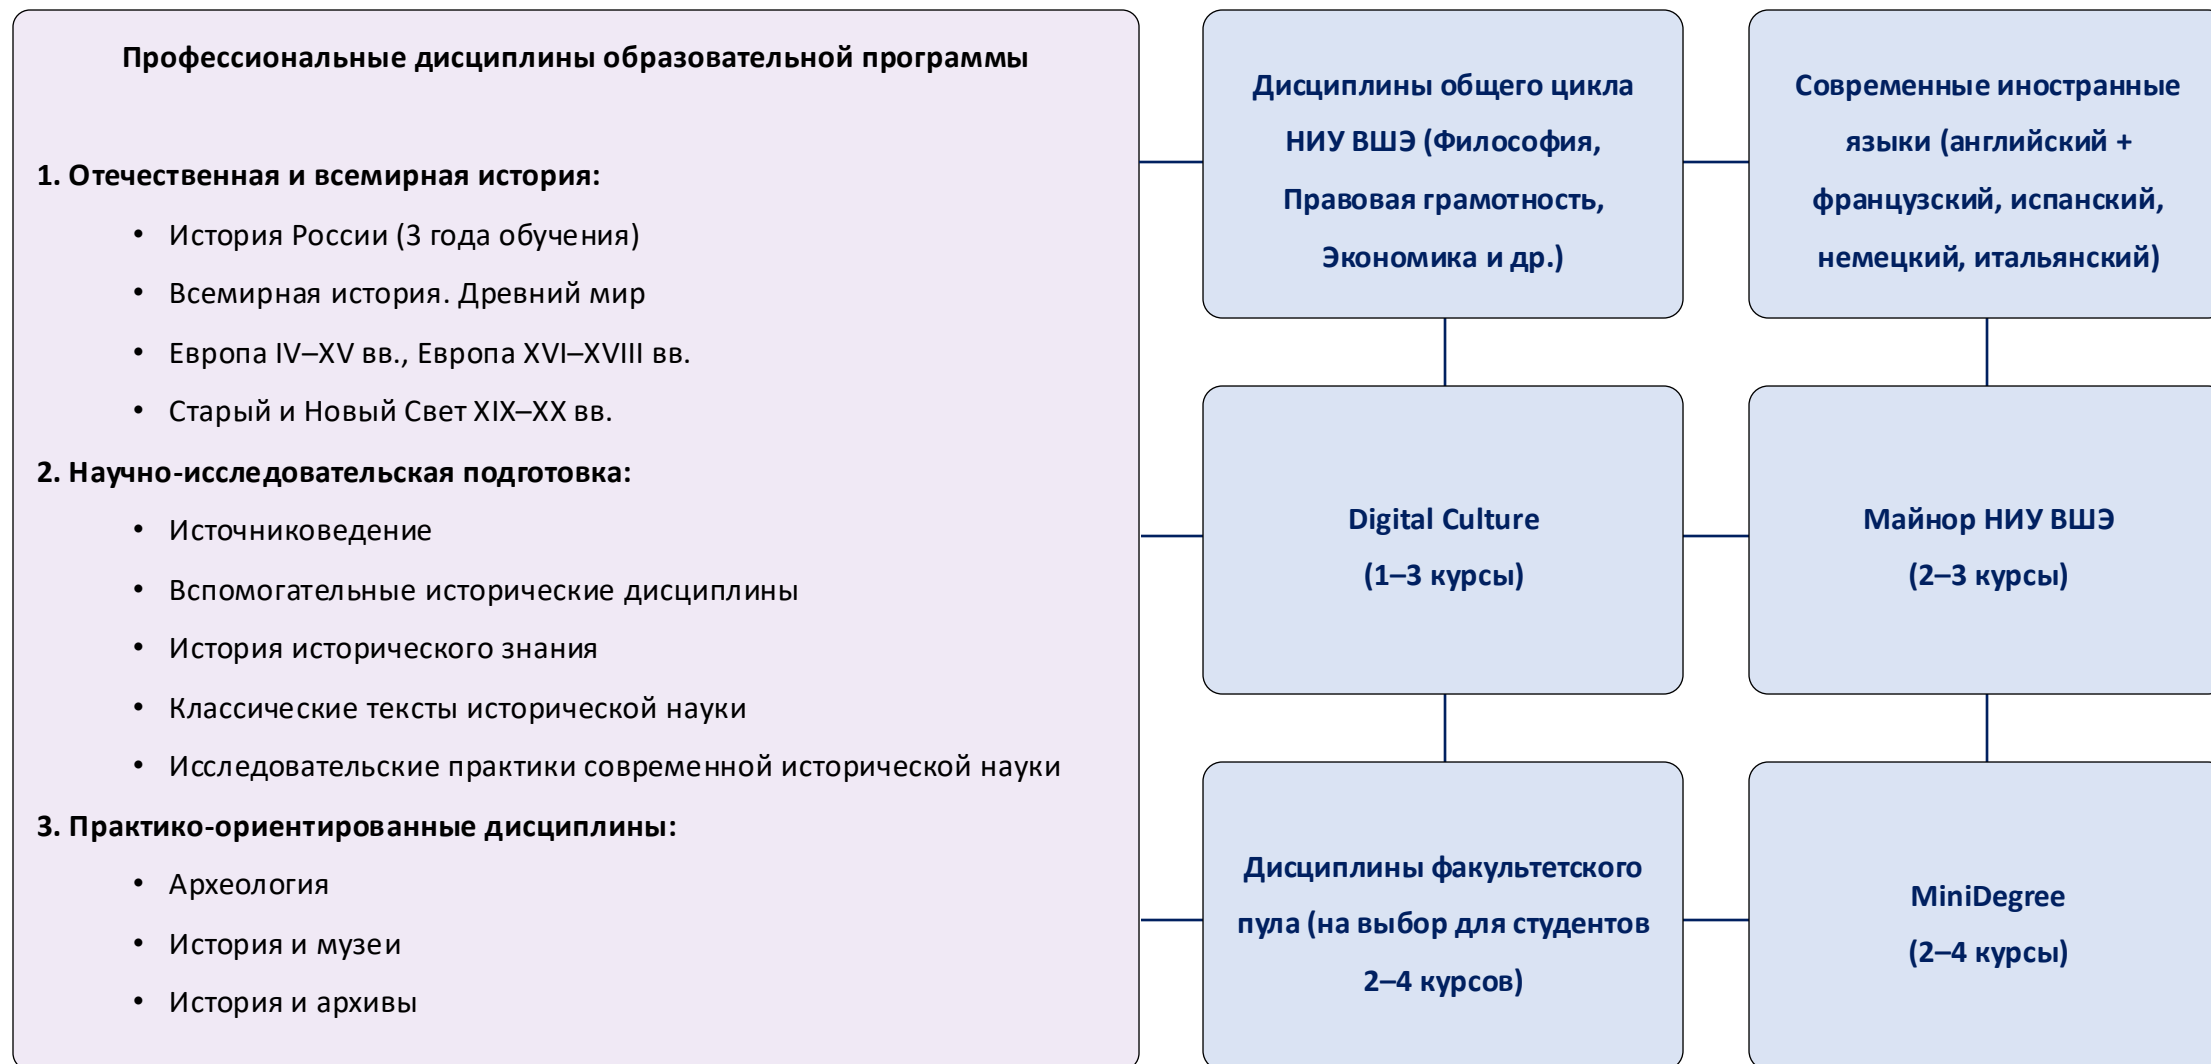 Профессиональные дисциплины образовательной программы
1. Отечественная и всемирная история:
• История России (3 года обучения)
• Всемирная история. Древний мир
• Европа IV–XV вв., Европа XVI–XVIII вв.
• Старый и Новый Свет XIX–XX вв.
2. Научно-исследовательская подготовка:
• Источниковедение
• Вспомогательные исторические дисциплины
• История исторического знания
• Классические тексты исторической науки
• Исследовательские практики современной исторической науки
3. Практико-ориентированные дисциплины:
• Археология
• История и музеи
• История и архивы
Дисциплины общего цикла
НИУ ВШЭ (Философия,
Правовая грамотность,
Экономика и др.)
Современные иностранные
языки (английский +
французский, испанский,
немецкий, итальянский)
Digital Culture
(1–3 курсы)
Майнор НИУ ВШЭ
(2–3 курсы)
Дисциплины факультетского
пула (на выбор для студентов
2–4 курсов)
MiniDegree
(2–4 курсы)